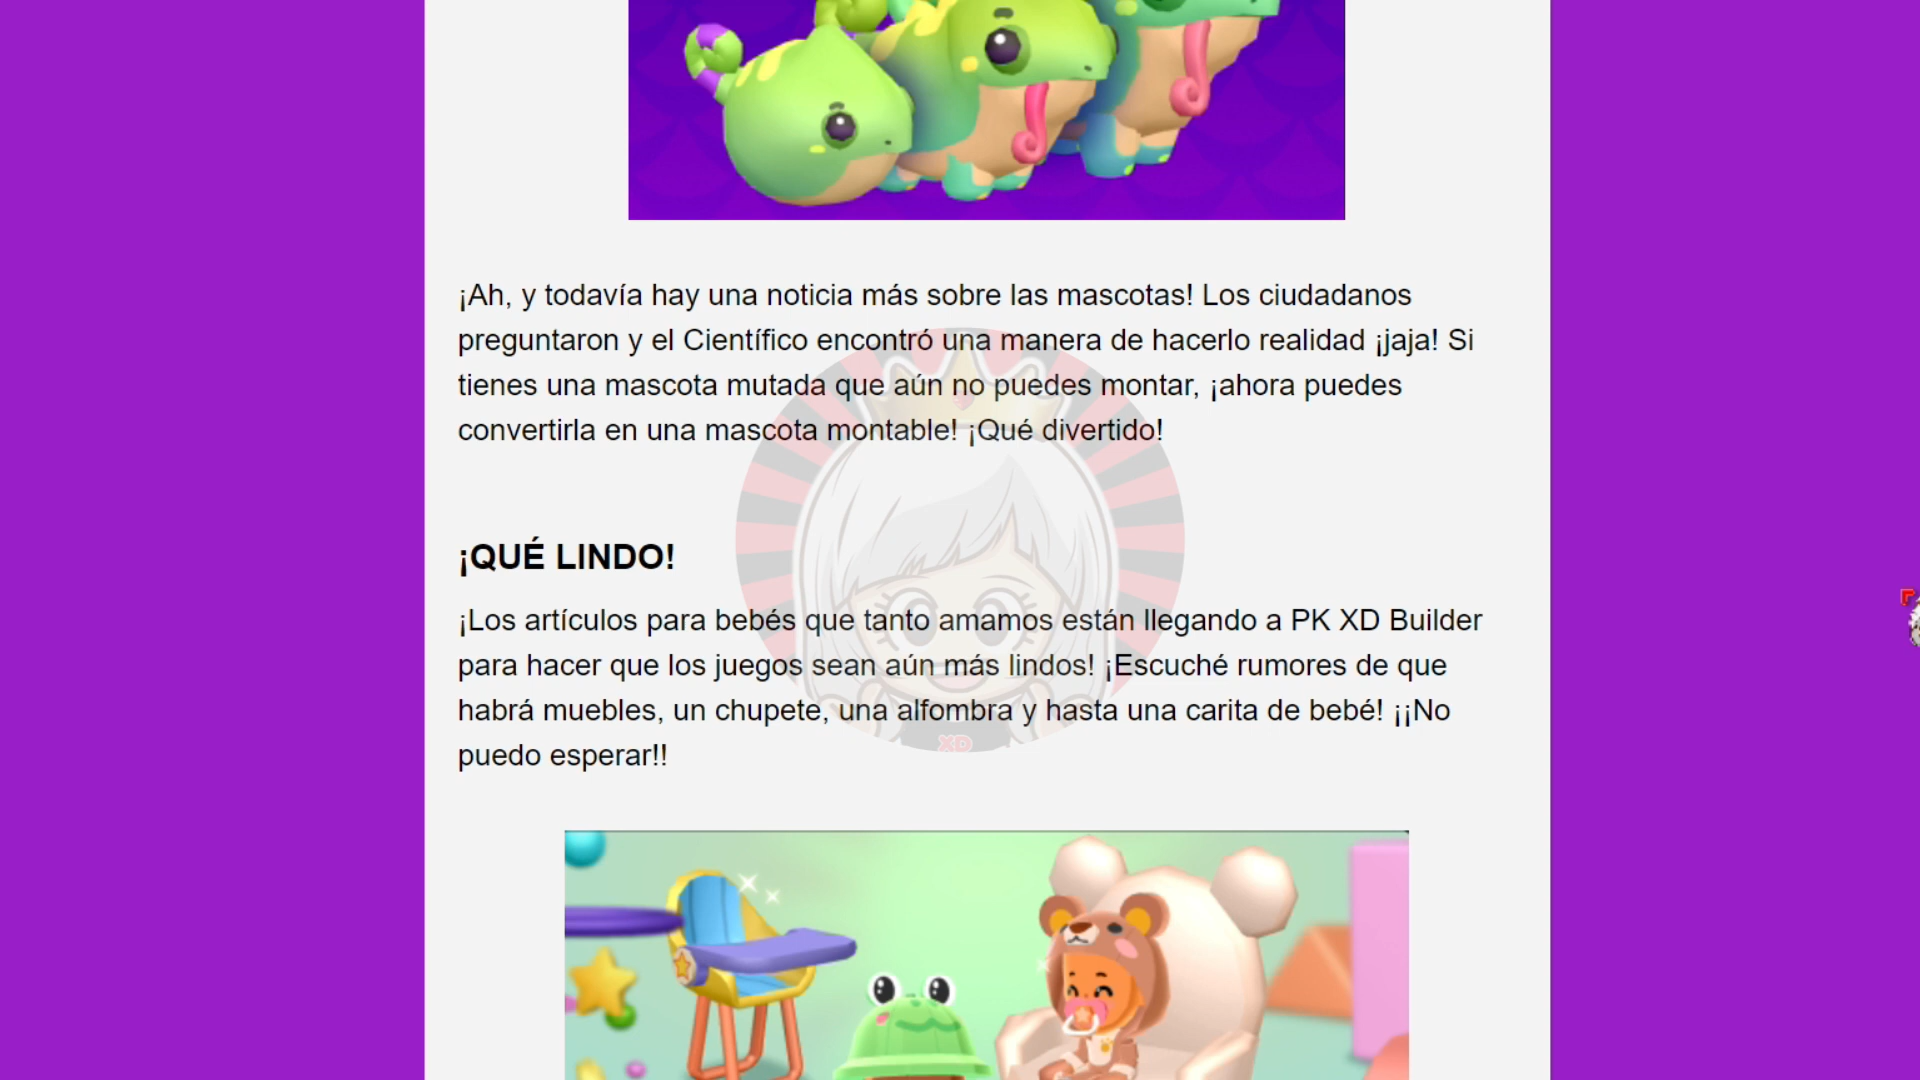 ¡Ah, y todavía hay una noticia más sobre las mascotas! Los ciudadanos
preguntaron y el Científico encontró una manera de hacerlo realidad ¡jaja! Si
tienes una mascota mutada que aún no puedes montar, ¡ahora puedes
convertirla en una mascota montable! ¡Qué divertido!
¡QUÉ LINDO!
¡Los artículos para bebés que tanto amamos están llegando a PK XD Builder
para hacer que los juegos sean aún más lindos! ¡Escuché rumores de que
habrá muebles, un chupete, una alfombra y hasta una carita de bebé! ¡¡No
puedo esperar!!
XD